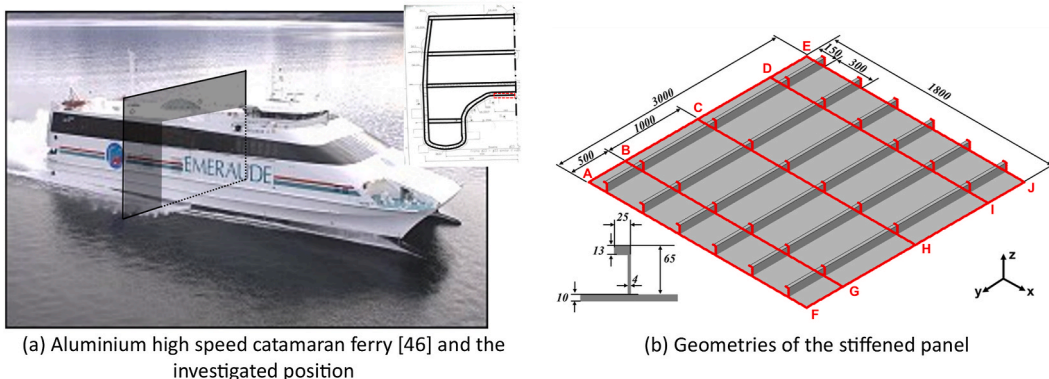 EMERAUDE
(a) Aluminium high speed catamaran ferry [46] and the
investigated position
E
150
300
D
3000
1800
C
1000
500
B
A
25
13
65
4
10
J
I
H
G
F
z
y
x
(b) Geometries of the stiffened panel